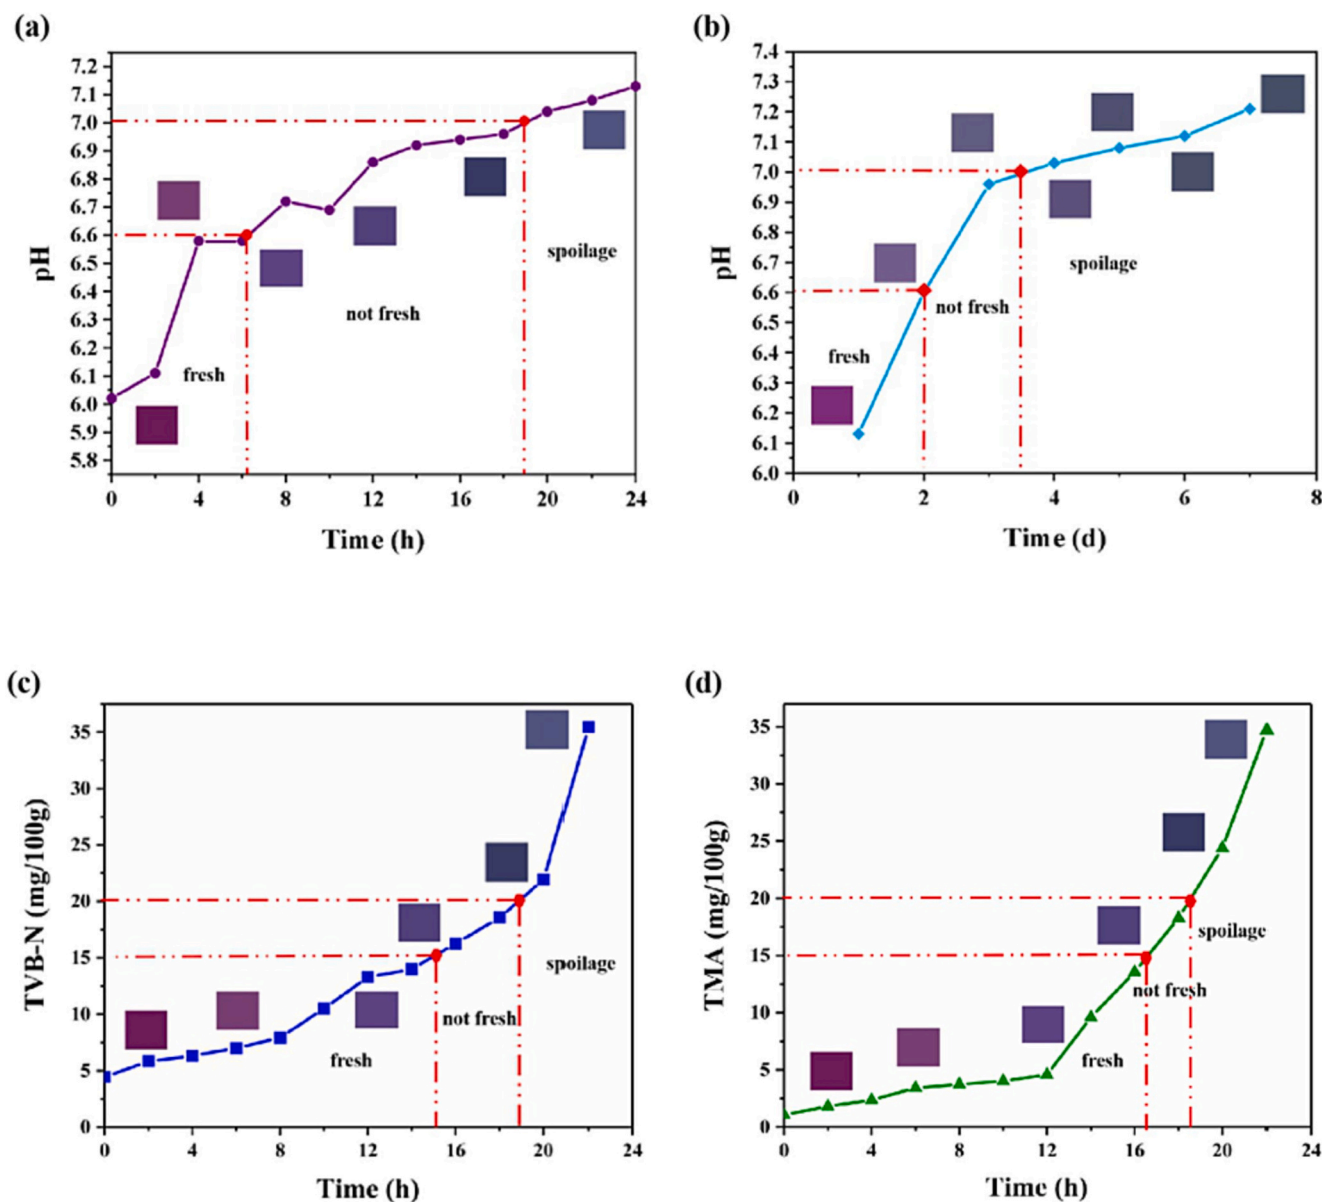 (a)
pH
7.2
7.1
7.0
6.9
6.8
6.7
6.6
6.5
6.4
6.3
6.2
6.1
6.0
5.9
5.8
fresh
not fresh
spoilage
0 4 8 12 16 20 24
Time (h)
(b)
pH
7.4
7.3
7.2
7.1
7.0
6.9
6.8
6.7
6.6
6.5
6.4
6.3
6.2
6.1
6.0
fresh
not fresh
spoilage
0 2 4 6 8
Time (d)
(c)
TVB-N (mg/100g)
35
30
25
20
15
10
5
0
fresh
not fresh
spoilage
0 4 8 12 16 20 24
Time (h)
(d)
TMA (mg/100g)
35
30
25
20
15
10
5
0
fresh
not fresh
spoilage
0 4 8 12 16 20 24
Time (h)